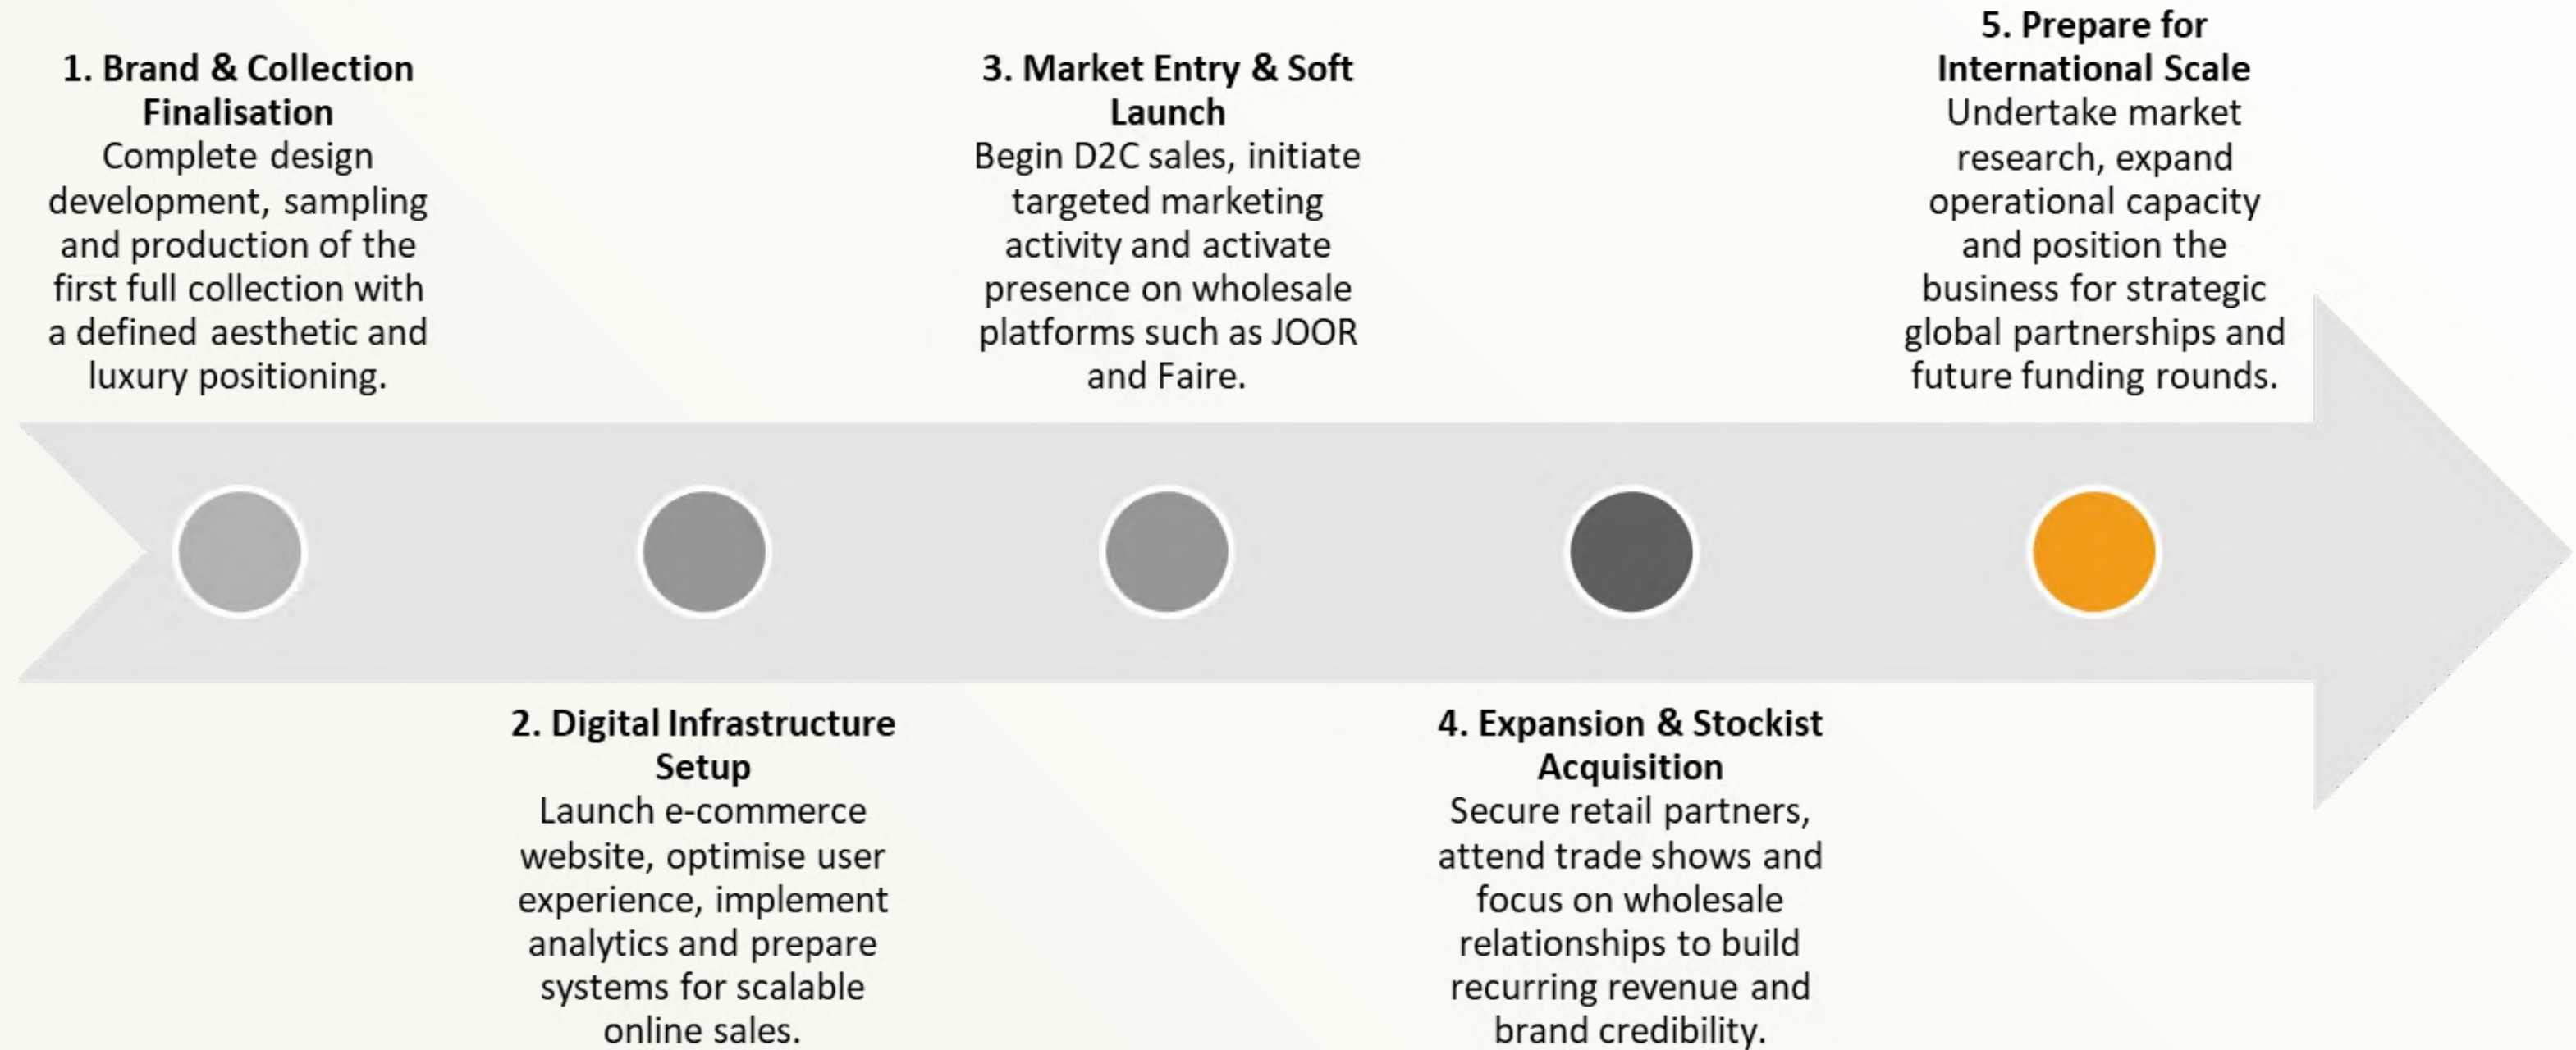 1. Brand & Collection
Finalisation
Complete design
development, sampling
and production of the
first full collection with
a defined aesthetic and
luxury positioning.
2. Digital Infrastructure
Setup
Launch e-commerce
website, optimise user
experience, implement
analytics and prepare
systems for scalable
online sales.
3. Market Entry & Soft
Launch
Begin D2C sales, initiate
targeted marketing
activity and activate
presence on wholesale
platforms such as JOOR
and Faire.
4. Expansion & Stockist
Acquisition
Secure retail partners,
attend trade shows and
focus on wholesale
relationships to build
recurring revenue and
brand credibility.
5. Prepare for
International Scale
Undertake market
research, expand
operational capacity
and position the
business for strategic
global partnerships and
future funding rounds.